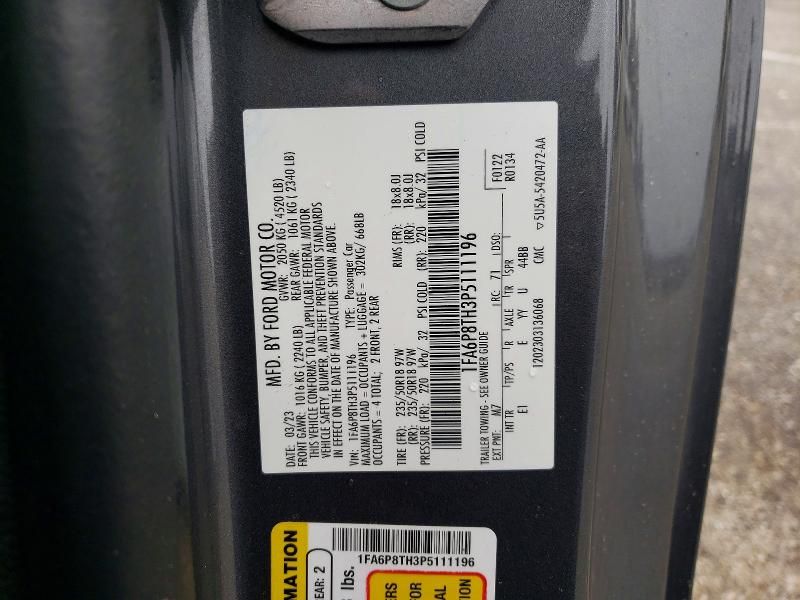 MFD. BY FORD MOTOR CO.
DATE: 03/23 GVWR: 2050 KG ( 4520 LB)
FRONT GAWR: 1016 KG ( 2240 LB) REAR GAWR: 1061 KG ( 2340 LB)
THIS VEHICLE CONFORMS TO ALL APPLICABLE FEDERAL MOTOR
VEHICLE SAFETY, BUMPER, AND THEFT PREVENTION STANDARDS
IN EFFECT ON THE DATE OF MANUFACTURE SHOWN ABOVE.
VIN: 1FA6P8TH3P5111196 TYPE: Passenger Car
MAXIMUM LOAD = OCCUPANTS + LUGGAGE = 302KG/ 668LB
OCCUPANTS = 4 TOTAL; 2 FRONT, 2 REAR
TIRE (FR): 235/50R18 97W RIMS (FR): 18x8.0J
(RR): 235/50R18 97W (RR): 18x8.0J
PRESSURE (FR): 220 kPa/ 32 PSI COLD (RR): 220 kPa/ 32 PSI COLD
1FA6P8TH3P5111196
TRAILER TOWING - SEE OWNER GUIDE
EXT PNT: M7 RC: 71 DSO: F0122
R0134
INT TR TP/PS R AXLE TR SPR
E1 E YY U 44BB
1202303136068 CMC ▽5U5A-5420472-AA
1FA6P8TH3P5111196
MATION
EAR: 2
lbs.